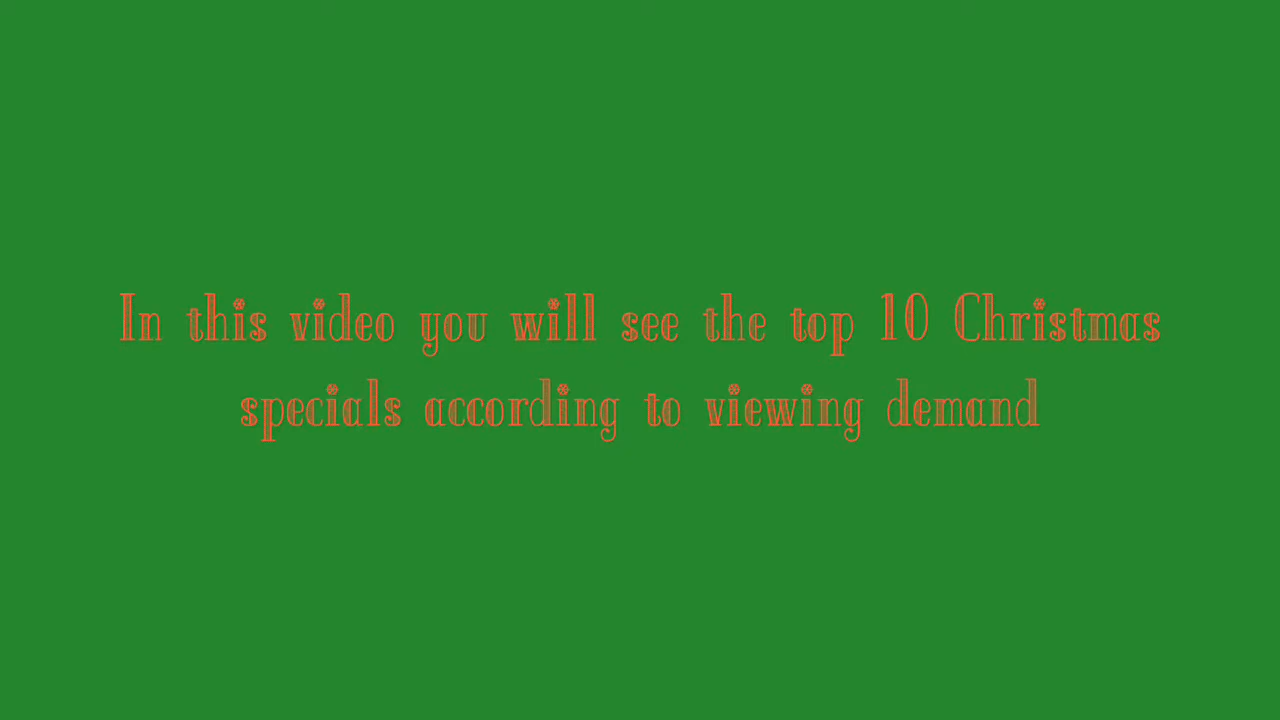 In this video you will see the top 10 Christmas
specials according to viewing demand